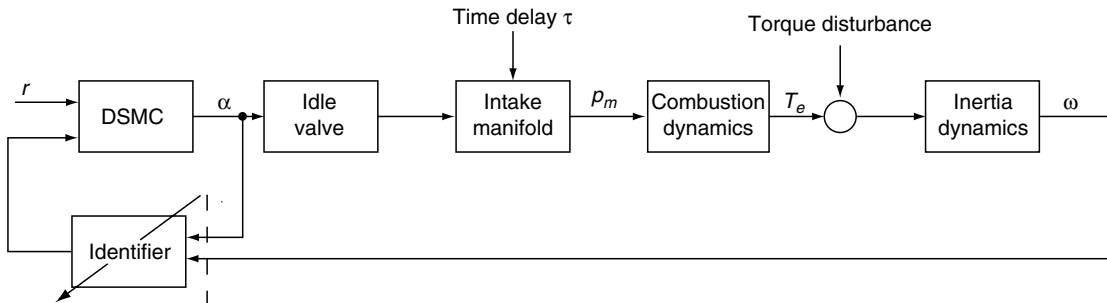 Time delay τ
Torque disturbance
r
DSMC
α
Idle
valve
Intake
manifold
p_m
Combustion
dynamics
T_e
Inertia
dynamics
ω
Identifier